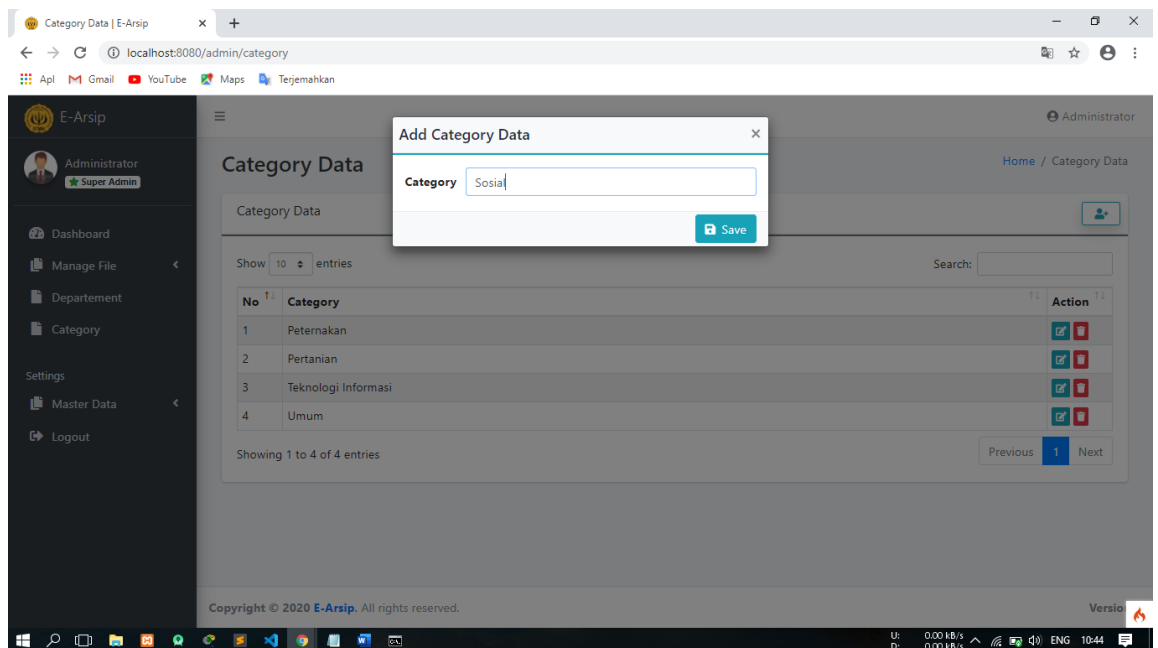 Category Data | E-Arsip
localhost:8080/admin/category
Apl Gmail YouTube Maps Terjemahkan
E-Arsip
Administrator
Administrator
Super Admin
Category Data
Home / Category Data
Add Category Data ×
Category Sosial
Save
Category Data
Dashboard
Manage File
Departement
Category
Settings
Master Data
Logout
Show 10 entries
Search:
No Category Action
1 Peternakan
2 Pertanian
3 Teknologi Informasi
4 Umum
Showing 1 to 4 of 4 entries
Previous 1 Next
Copyright © 2020 E-Arsip. All rights reserved.
Versio
U: 0.00 kB/s
D: 0.00 kB/s
ENG 10:44